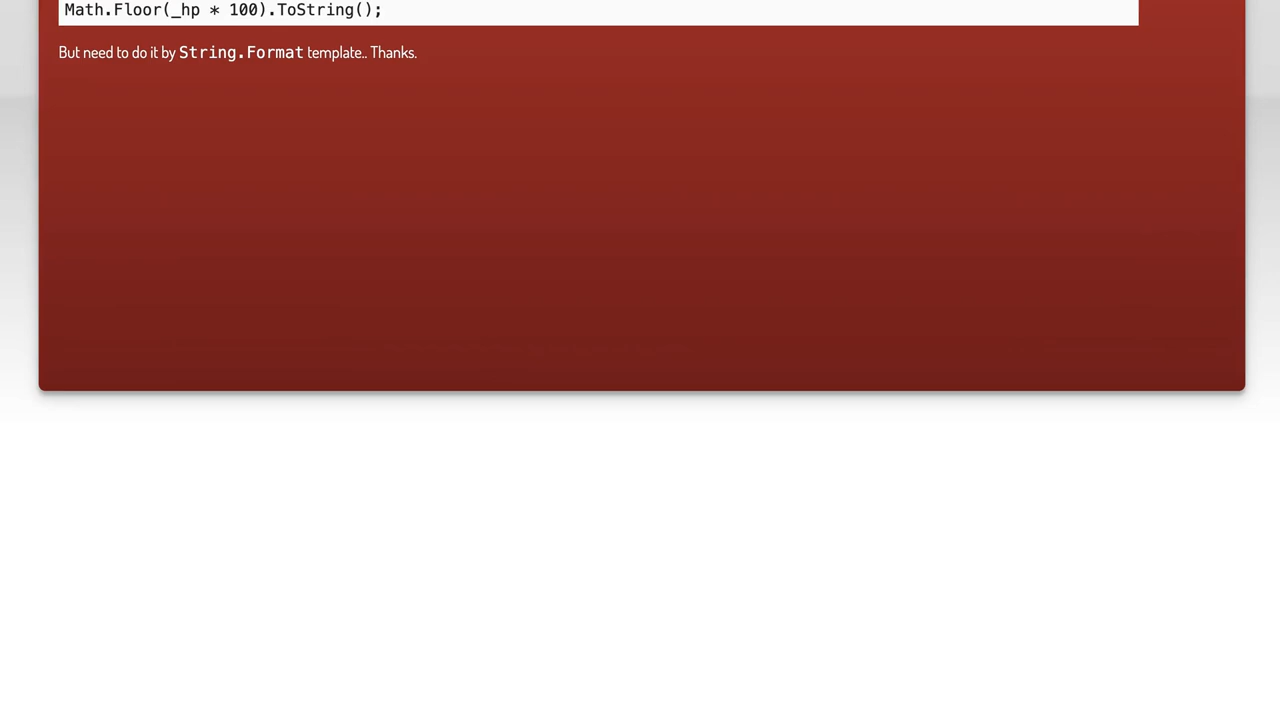 Math.Floor(_hp * 100).ToString();
But need to do it by String.Format template.. Thanks.